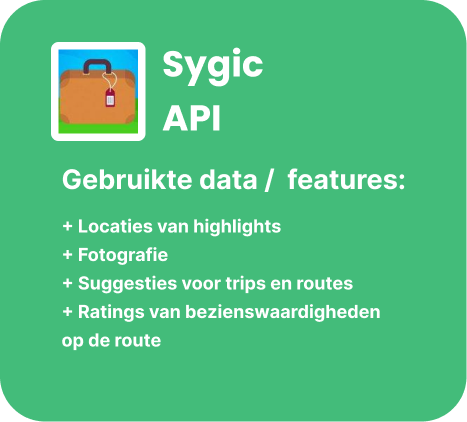 Sygic
API
Gebruikte data /  features:
+ Locaties van highlights
+ Fotografie
+ Suggesties voor trips en routes
+ Ratings van bezienswaardigheden
op de route